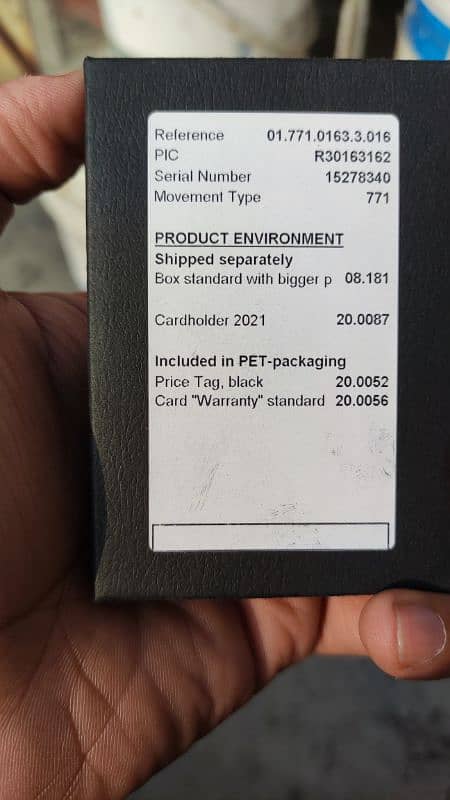 Reference 01.771.0163.3.016
PIC R30163162
Serial Number 15278340
Movement Type 771
PRODUCT ENVIRONMENT
Shipped separately
Box standard with bigger p 08.181
Cardholder 2021 20.0087
Included in PET-packaging
Price Tag, black 20.0052
Card "Warranty" standard 20.0056